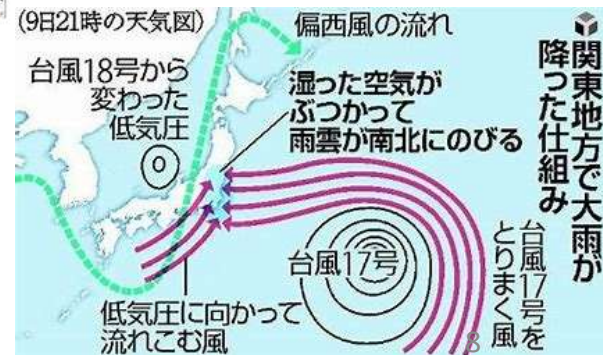 関東地方で大雨が
降った仕組み
(9日21時の天気図)
偏西風の流れ
台風18号から
変わった
低気圧
湿った空気が
ぶつかって
雨雲が南北にのびる
台風17号
台風17号を
とりまく風
低気圧に向かって
流れこむ風
8